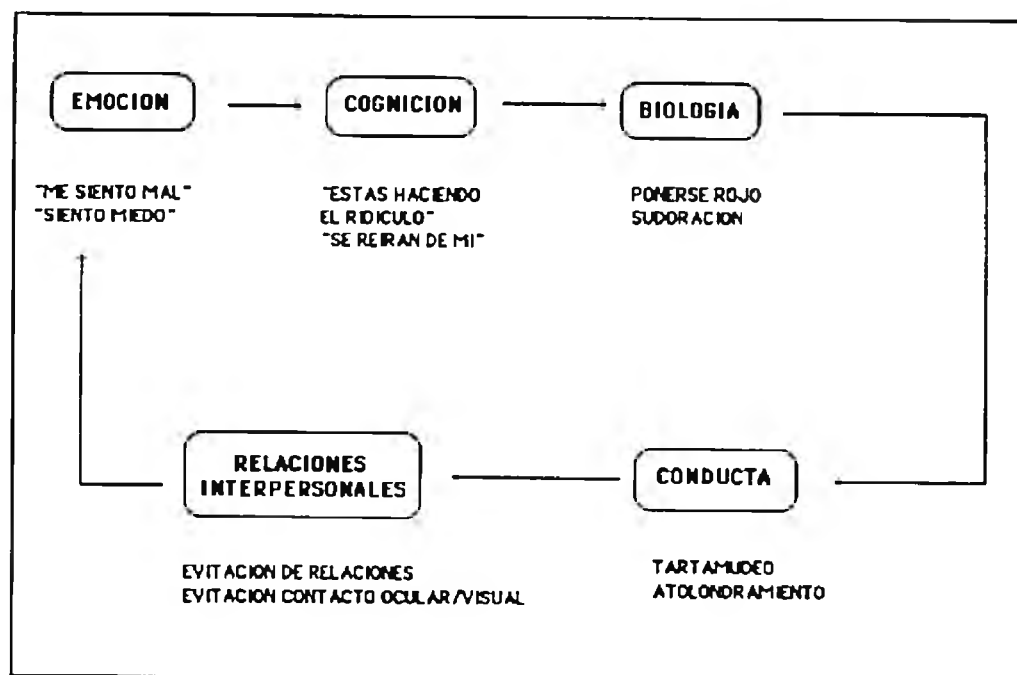 EMOCION
COGNICION
BIOLOGIA
"ME SIENTO MAL"
"SIENTO MIEDO"
"ESTAS HACIENDO
EL RIDICULO"
"SE REIRAN DE MI"
PONERSE ROJO
SUDORACION
RELACIONES
INTERPERSONALES
CONDUCTA
EVITACION DE RELACIONES
EVITACION CONTACTO OCULAR/VISUAL
TARTAMUDEO
ATOLONDRAMIENTO